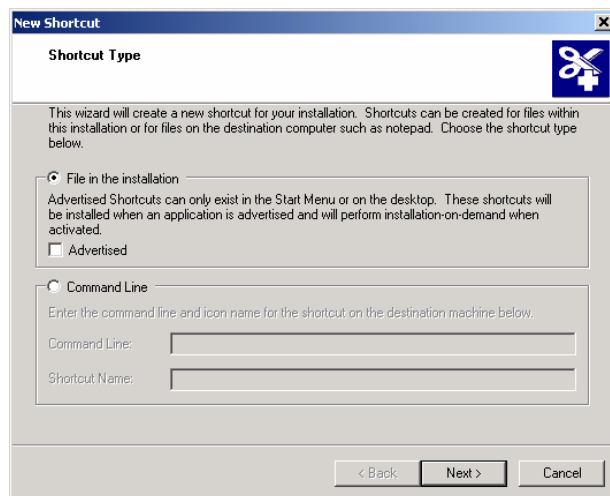 New Shortcut
Shortcut Type
This wizard will create a new shortcut for your installation. Shortcuts can be created for files within
this installation or for files on the destination computer such as notepad. Choose the shortcut type
below.
File in the installation
Advertised Shortcuts can only exist in the Start Menu or on the desktop. These shortcuts will
be installed when an application is advertised and will perform installation-on-demand when
activated.
Advertised
Command Line
Enter the command line and icon name for the shortcut on the destination machine below.
Command Line:
Shortcut Name:
< Back Next > Cancel